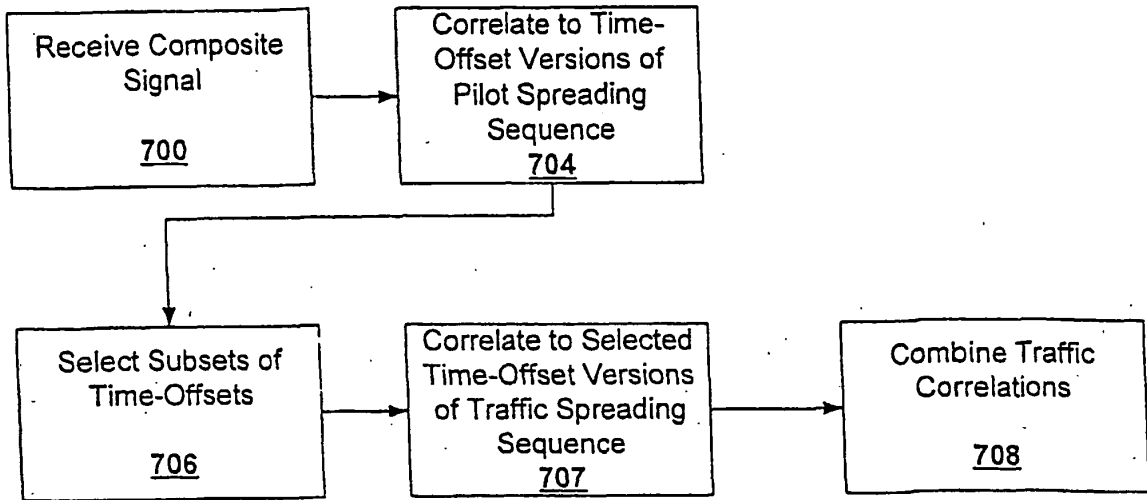 Receive Composite
Signal
700
Correlate to Time-
Offset Versions of
Pilot Spreading
Sequence
704
Select Subsets of
Time-Offsets
706
Correlate to Selected
Time-Offset Versions
of Traffic Spreading
Sequence
707
Combine Traffic
Correlations
708